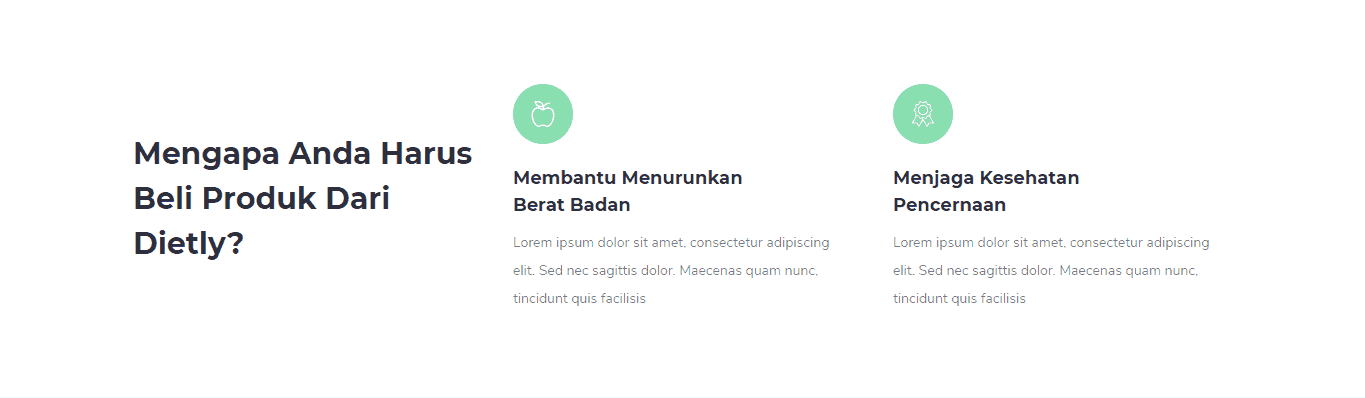 Mengapa Anda Harus
Beli Produk Dari
Dietly?
Membantu Menurunkan
Berat Badan
Lorem ipsum dolor sit amet, consectetur adipiscing
elit. Sed nec sagittis dolor. Maecenas quam nunc,
tincidunt quis facilisis
Menjaga Kesehatan
Pencernaan
Lorem ipsum dolor sit amet, consectetur adipiscing
elit. Sed nec sagittis dolor. Maecenas quam nunc,
tincidunt quis facilisis